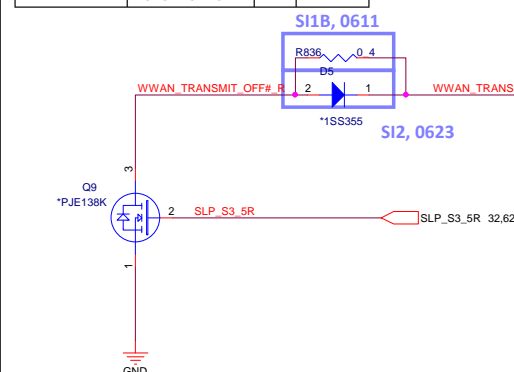 SI1B, 0611
R836 0_4
D5
WWAN_TRANSMIT_OFF#_R 2 1 WWAN_TRANS
*1SS355
SI2, 0623
3
Q9
*PJE138K
2 SLP_S3_5R
SLP_S3_5R 32,62
1
GND